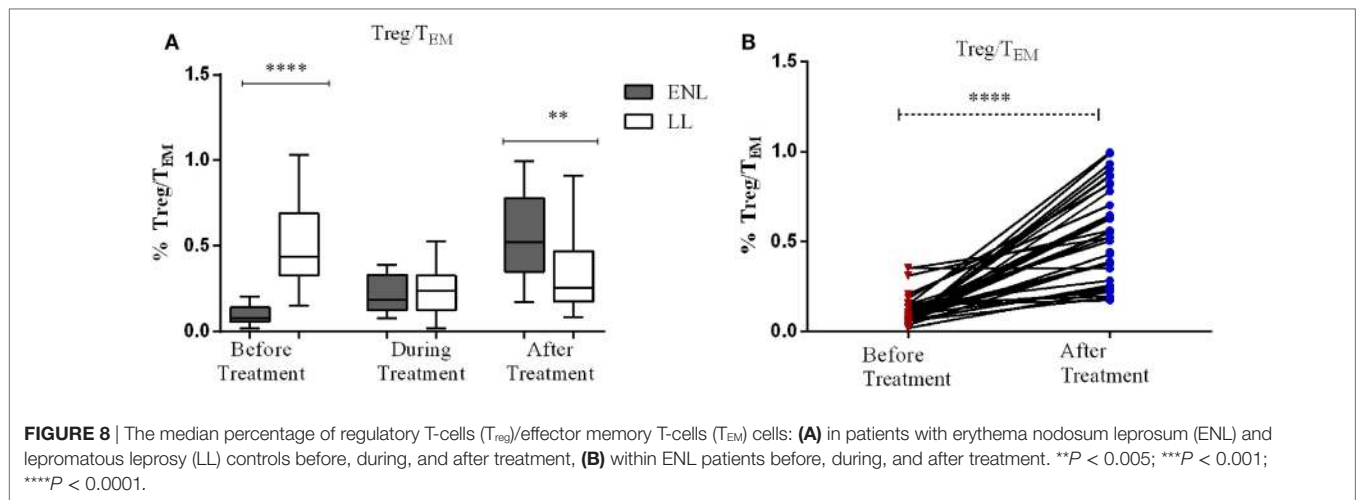 A
Treg/TEM
% Treg/TEM
1.5
1.0
0.5
0.0
****
**
ENL
LL
Before Treatment
During Treatment
After Treatment
B
Treg/TEM
% Treg/TEM
1.5
1.0
0.5
0.0
****
Before Treatment
After Treatment
FIGURE 8 | The median percentage of regulatory T-cells (Treg)/effector memory T-cells (TEM) cells: (A) in patients with erythema nodosum leprosum (ENL) and
lepromatous leprosy (LL) controls before, during, and after treatment, (B) within ENL patients before, during, and after treatment. **P < 0.005; ***P < 0.001;
****P < 0.0001.